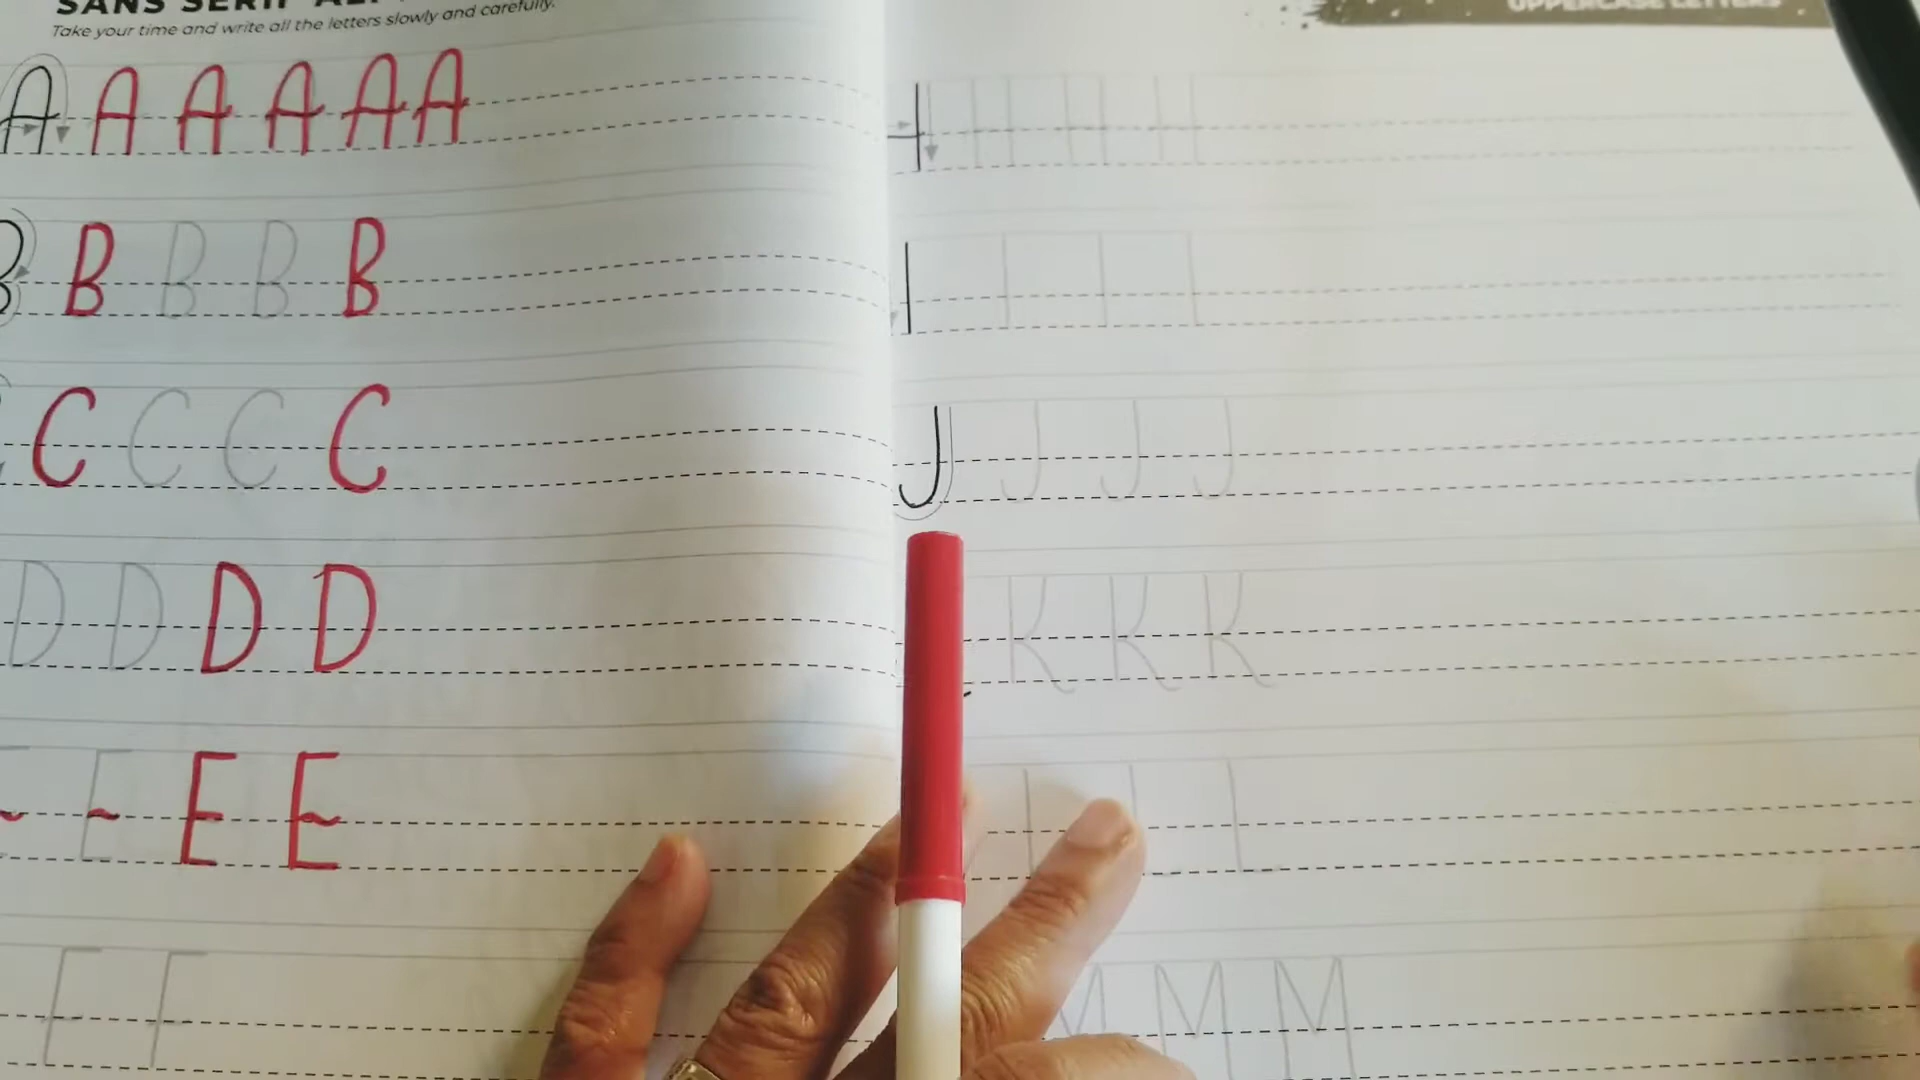 SANS SERIF
Take your time and write all the letters slowly and carefully.
A A A A A A
B B B B B
C C C C
D D D D
E E E
F F
UPPERCASE LETTERS
H H H
I I I I
J J J J
K K K
L L L
M M M